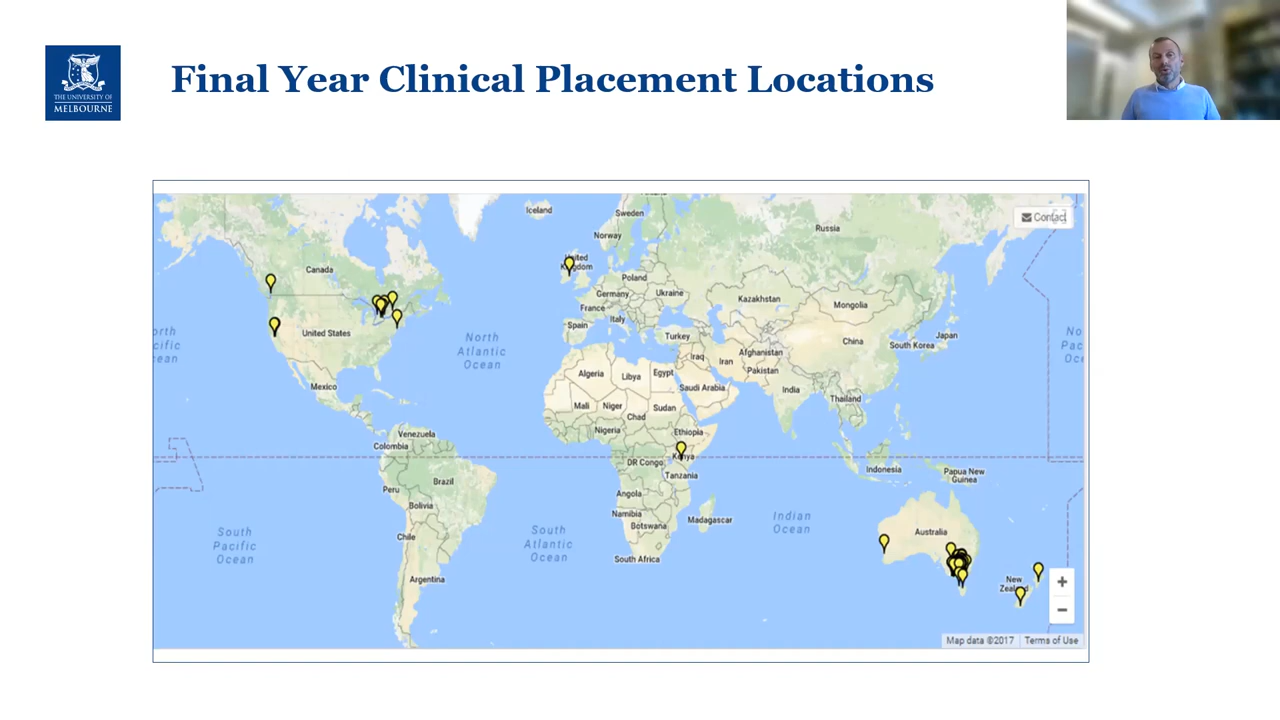 Final Year Clinical Placement Locations
THE UNIVERSITY OF
MELBOURNE
Iceland
Sweden
Norway
Russia
Contact
United
Kingdom
Canada
Poland
Germany
Ukraine
Kazakhstan
Mongolia
France
Italy
Spain
Turkey
United States
North
Atlantic
Ocean
China
South Korea
Japan
Iraq
Iran
Afghanistan
Pakistan
Algeria
Libya
Egypt
Saudi Arabia
India
Thailand
Mexico
Mali
Niger
Chad
Sudan
Nigeria
Ethiopia
Venezuela
Colombia
Kenya
DR Congo
Tanzania
Indonesia
Papua New
Guinea
Brazil
Peru
Bolivia
Angola
Namibia
Botswana
Madagascar
South
Pacific
Ocean
South
Atlantic
Ocean
Indian
Ocean
Australia
Chile
South Africa
Argentina
New
Zealand
+
−
Map data ©2017
Terms of Use